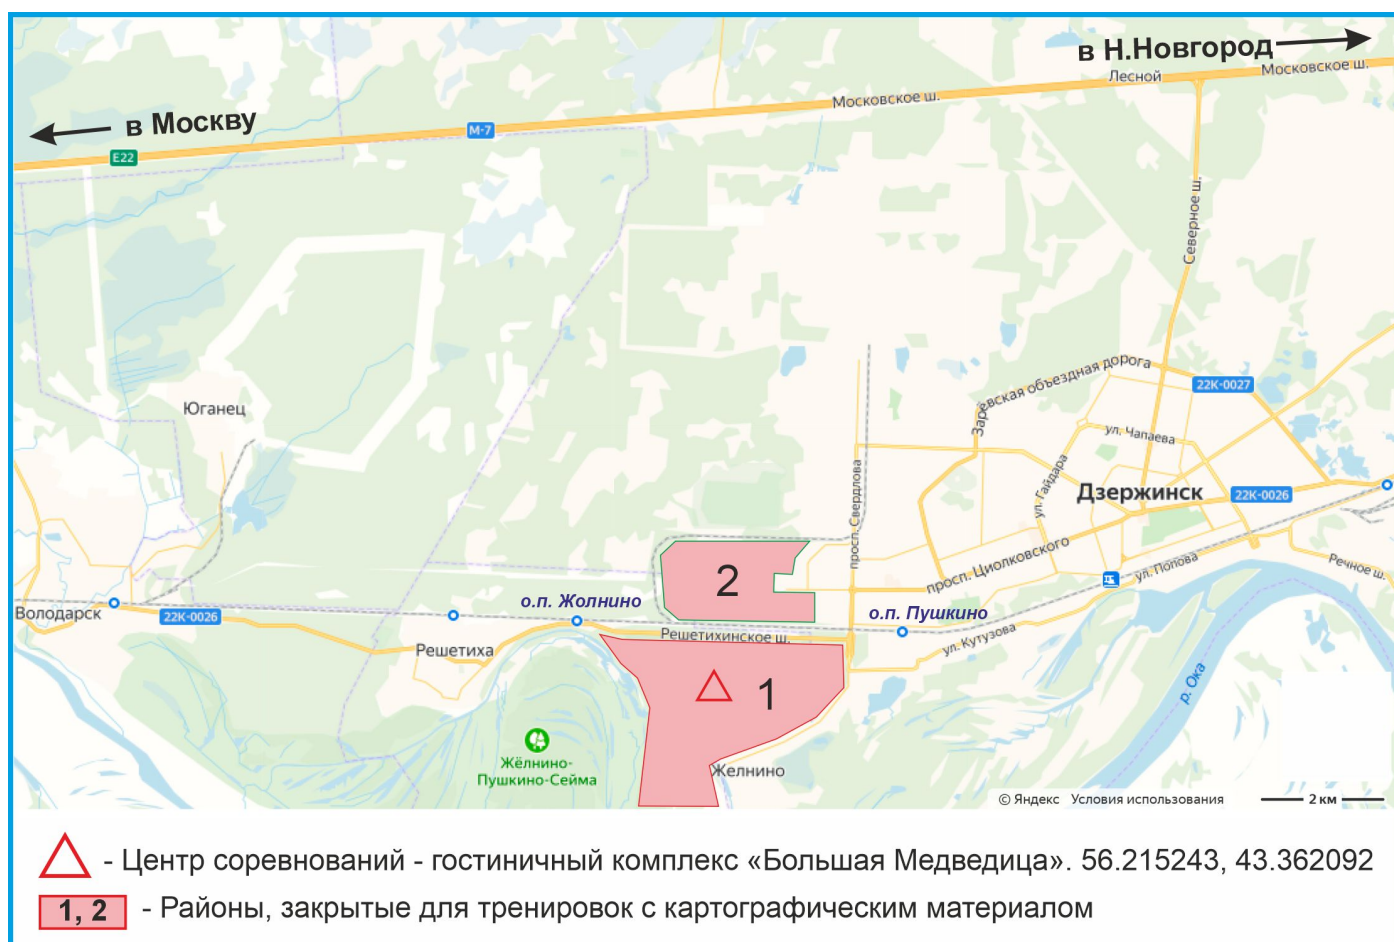 в Н.Новгород
Лесной
Московское ш.
Московское ш.
в Москву
М-7
E22
Северное ш.
Зарёвская объездная дорога
22К-0027
Юганец
ул. Чапаева
ул. Гайдара
просп. Свердлова
Дзержинск
22К-0026
просп. Циолковского
ул. Попова
Речное ш.
2
о.п. Жолнино
о.п. Пушкино
Володарск
22К-0026
Решетихинское ш.
ул. Кутузова
Решетиха
1
р. Ока
Жёлнино-
Пушкино-Сейма
Желнино
© Яндекс Условия использования
2 км
- Центр соревнований - гостиничный комплекс «Большая Медведица». 56.215243, 43.362092
1, 2 - Районы, закрытые для тренировок с картографическим материалом